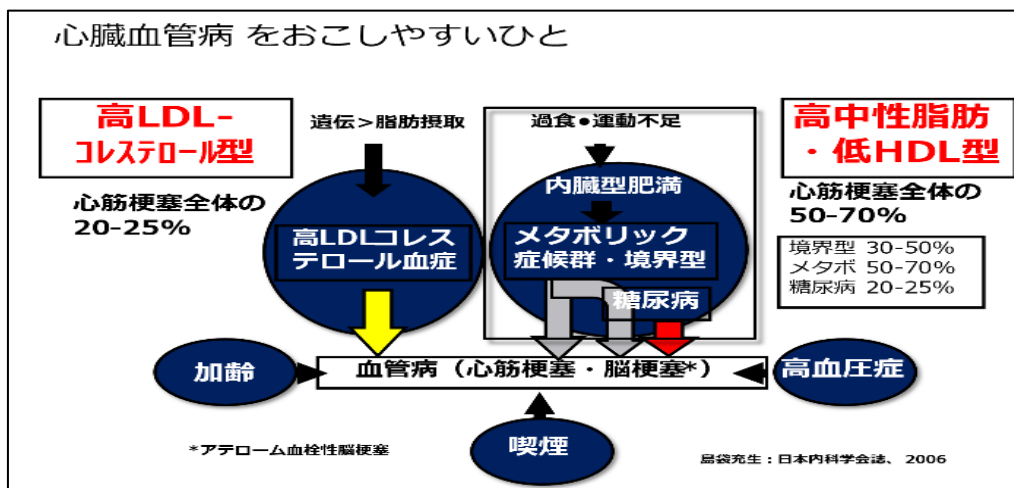 心臓血管病 をおこしやすいひと
高LDL-
コレステロール型
心筋梗塞全体の
20-25%
遺伝>脂肪摂取
高LDLコレス
テロール血症
過食●運動不足
内臓型肥満
メタボリック
症候群・境界型
糖尿病
高中性脂肪
・低HDL型
心筋梗塞全体の
50-70%
境界型 30-50%
メタボ 50-70%
糖尿病 20-25%
加齢
血管病（心筋梗塞・脳梗塞*）
高血圧症
喫煙
*アテローム血栓性脳梗塞
島袋充生：日本内科学会誌、2006